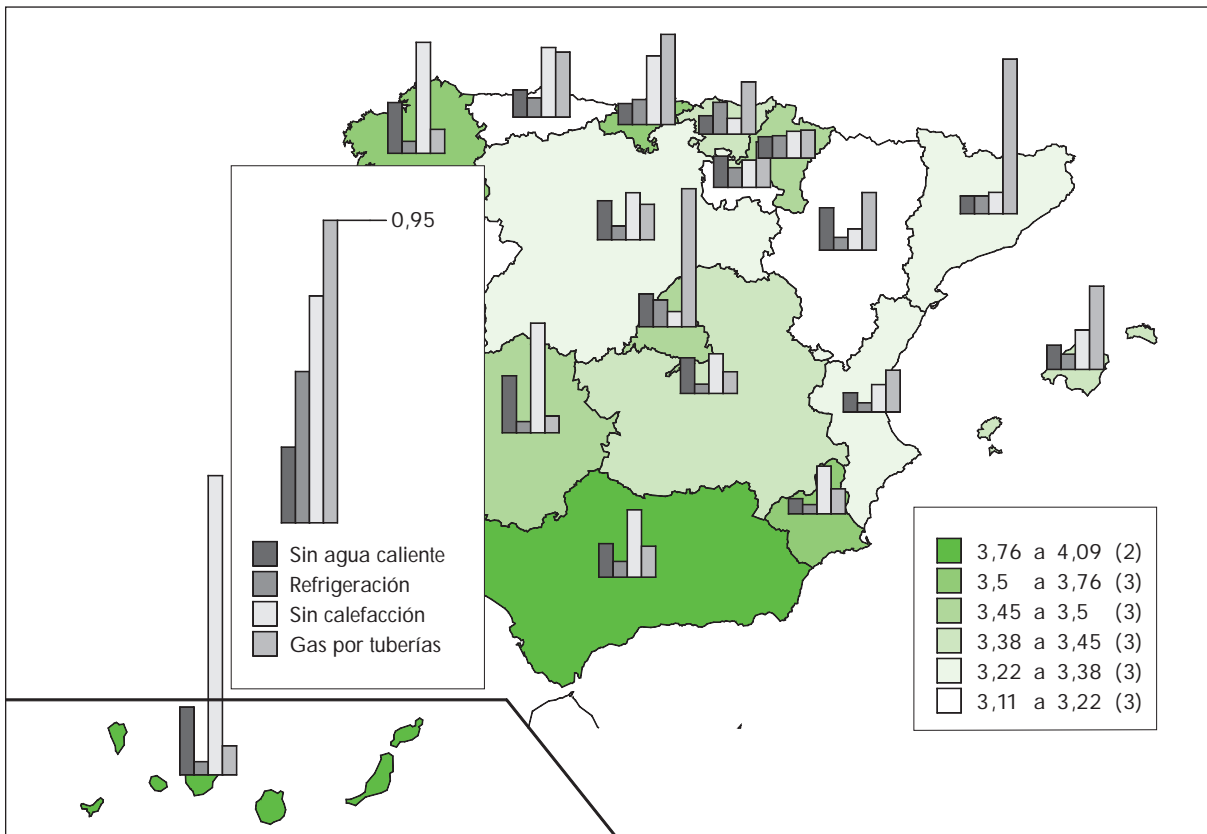 0,95
Sin agua caliente
Refrigeración
Sin calefacción
Gas por tuberías
3,76 a 4,09 (2)
3,5 a 3,76 (3)
3,45 a 3,5 (3)
3,38 a 3,45 (3)
3,22 a 3,38 (3)
3,11 a 3,22 (3)